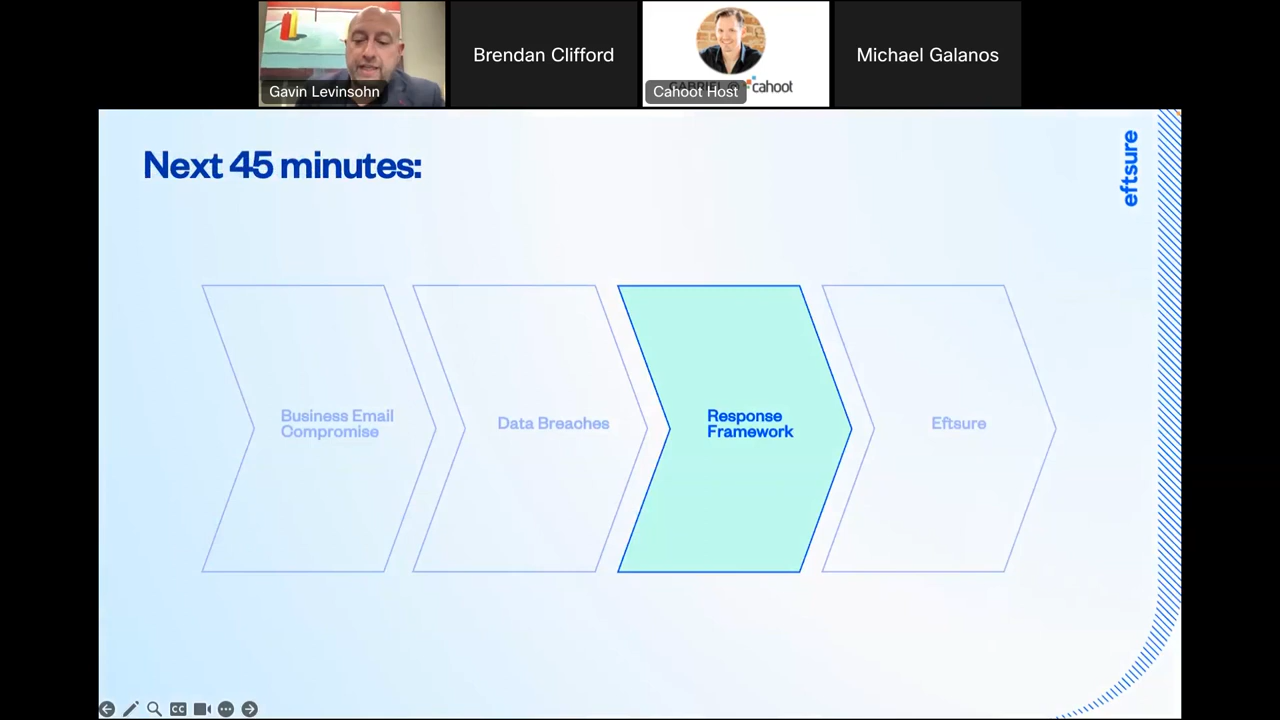 Gavin Levinsohn
Brendan Clifford
cahoot
Cahoot Host
Michael Galanos
Next 45 minutes:
eftsure
Business Email
Compromise
Data Breaches
Response
Framework
Eftsure
CC